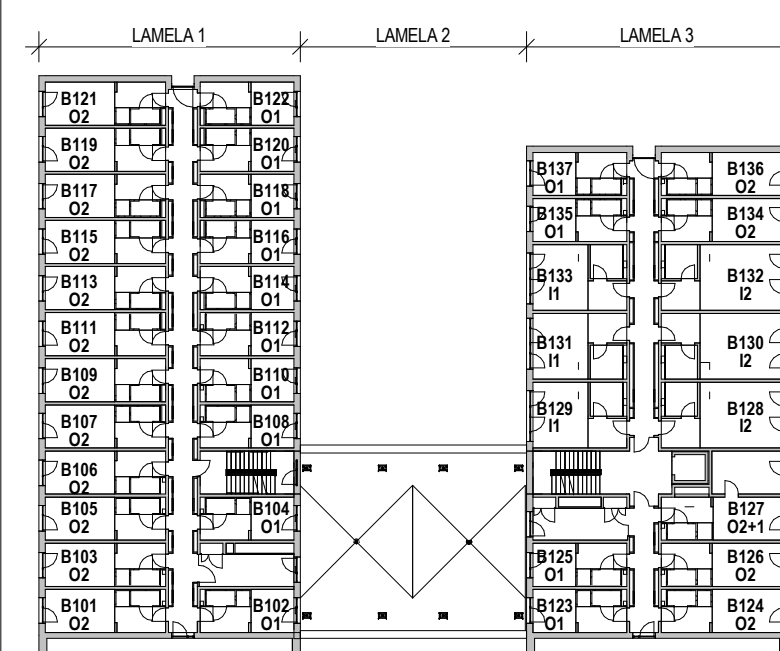 LAMELA 1
LAMELA 2
LAMELA 3
B121
O2
B122
O1
B119
O2
B120
O1
B117
O2
B118
O1
B115
O2
B116
O1
B113
O2
B114
O1
B111
O2
B112
O1
B109
O2
B110
O1
B107
O2
B108
O1
B106
O2
B105
O2
B104
O1
B103
O2
B101
O2
B102
O1
B137
O1
B136
O2
B135
O1
B134
O2
B133
I1
B132
I2
B131
I1
B130
I2
B129
I1
B128
I2
B127
O2+1
B125
O1
B126
O2
B123
O1
B124
O2